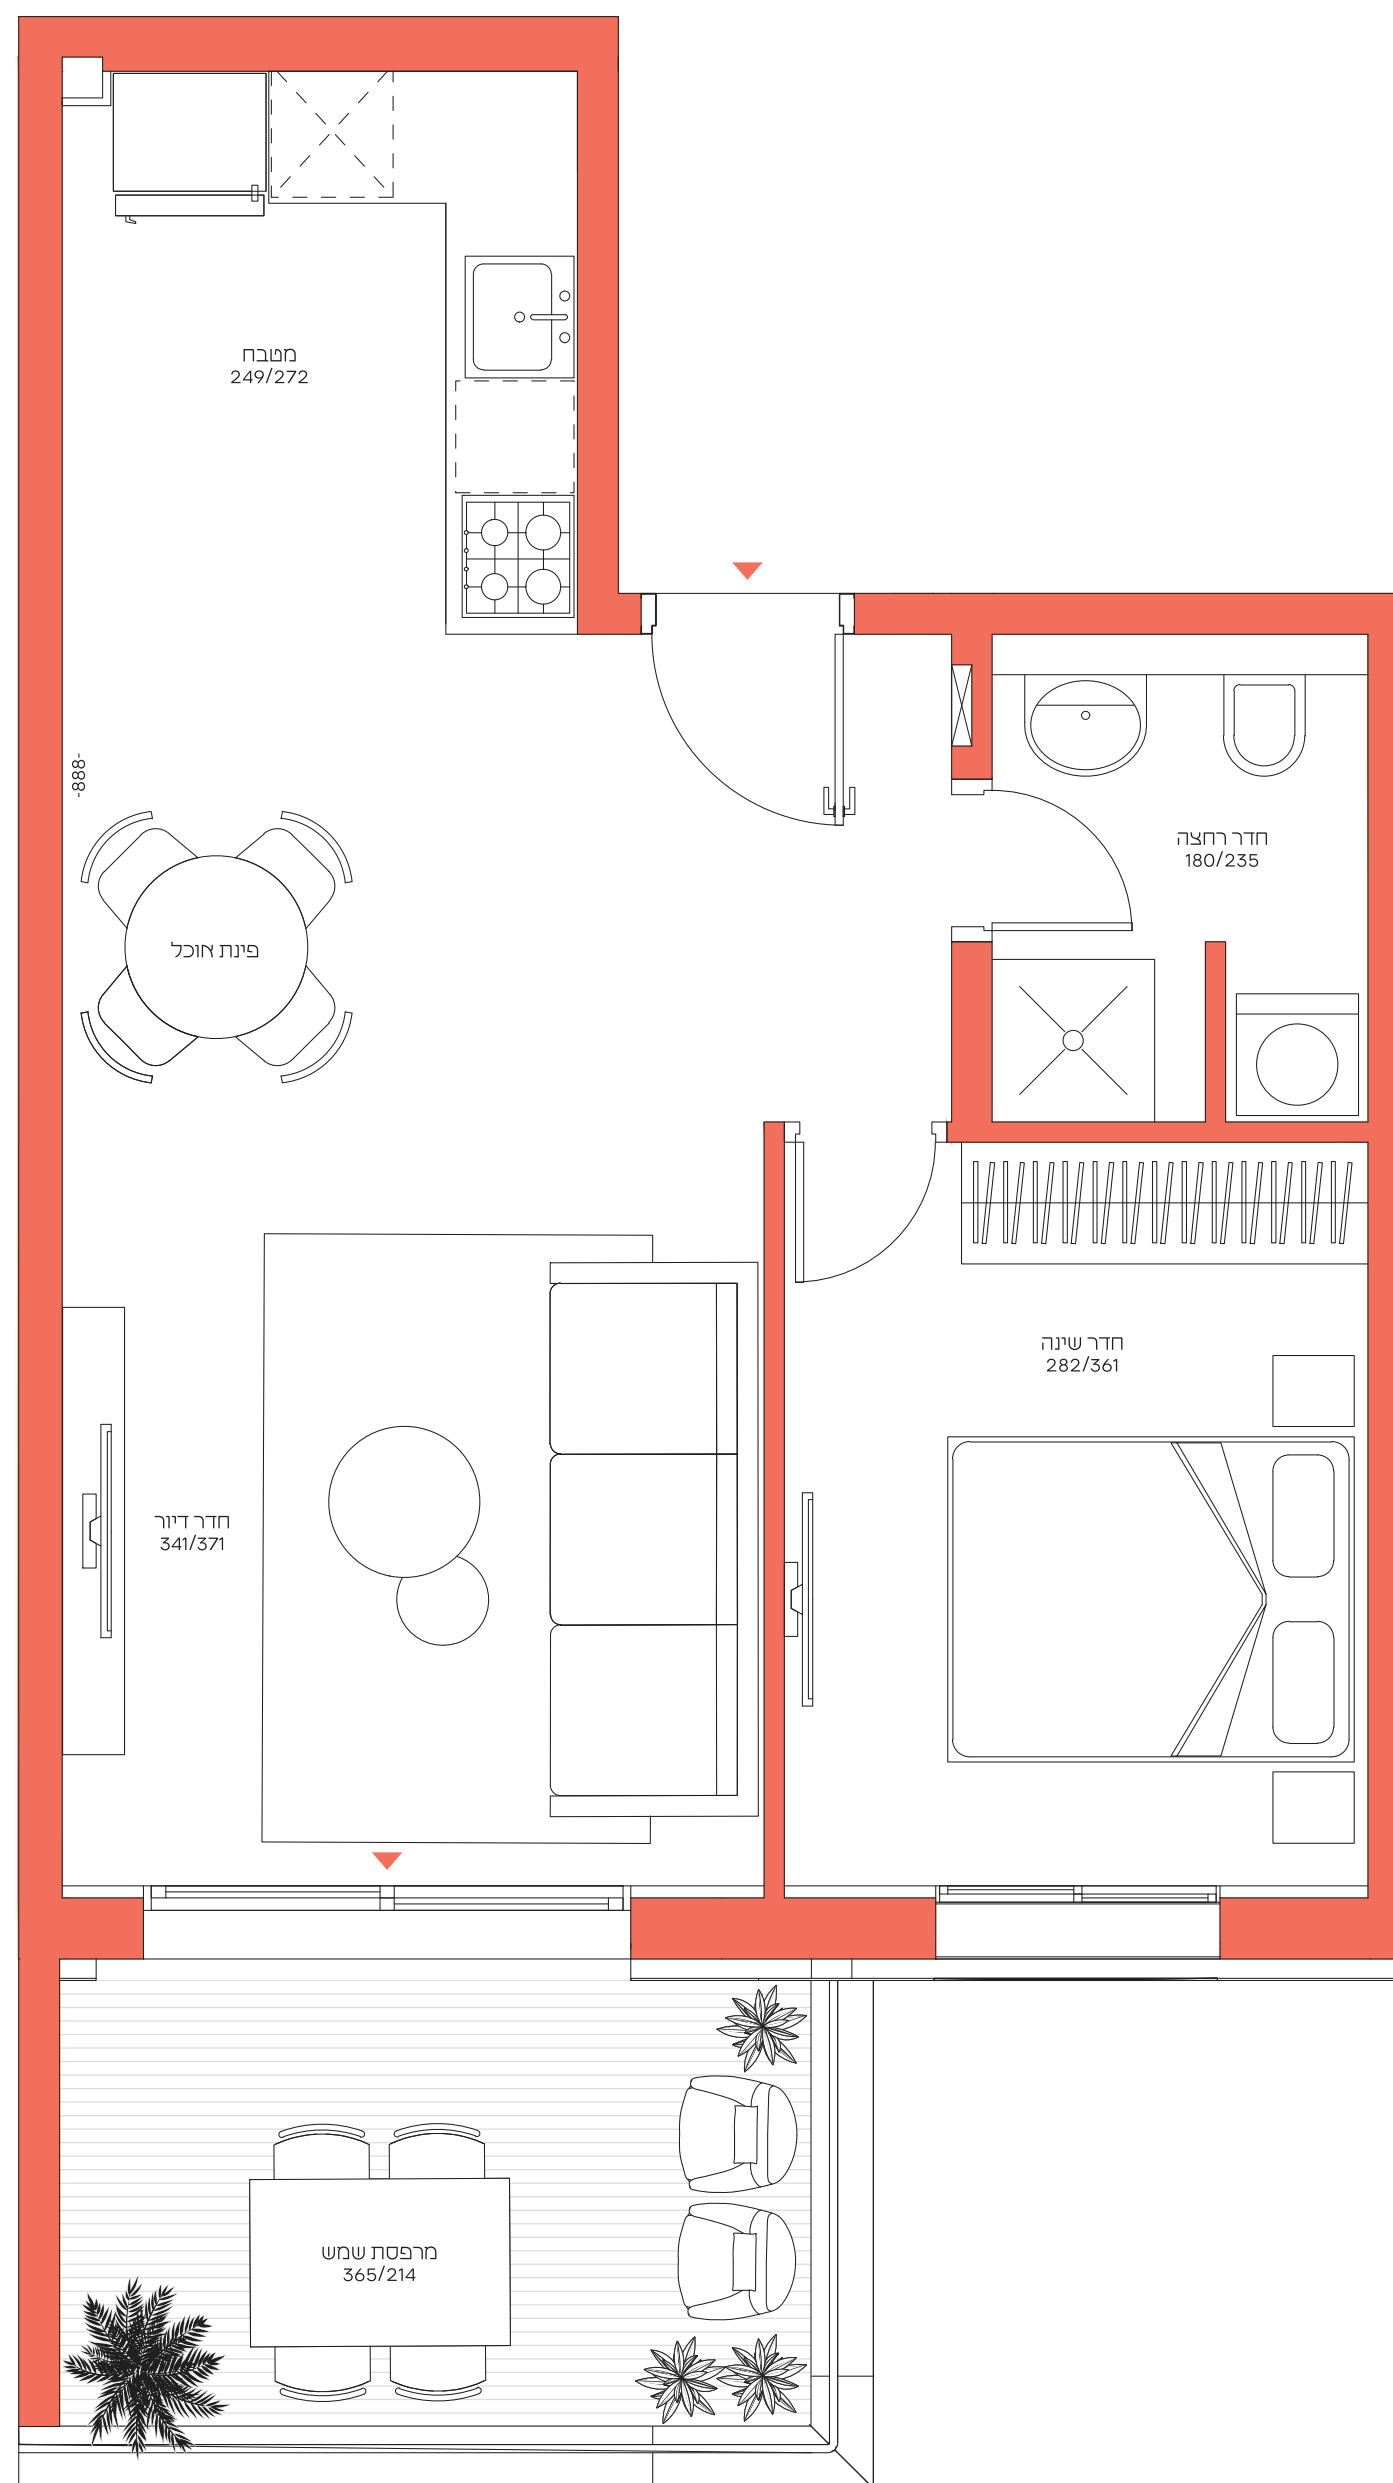 מטבח
249/272
-888-
חדר רחצה
180/235
פינת אוכל
חדר שינה
282/361
חדר דיור
341/371
מרפסת שמש
365/214